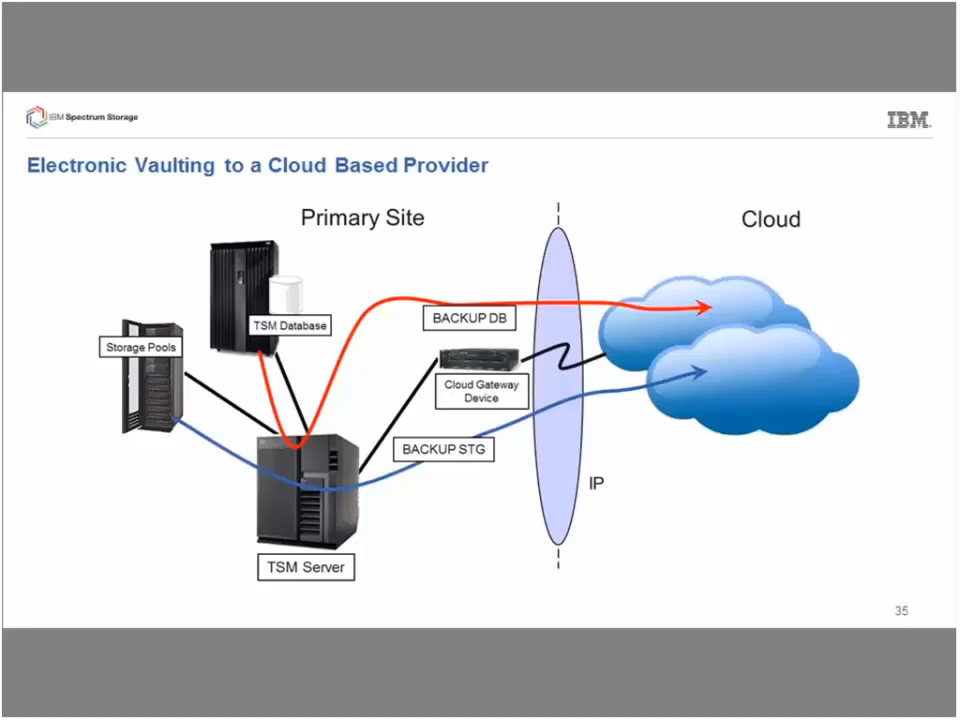 IBM Spectrum Storage
IBM
Electronic Vaulting to a Cloud Based Provider
Primary Site
Cloud
TSM Database
BACKUP DB
Storage Pools
Cloud Gateway
Device
BACKUP STG
IP
TSM Server
35